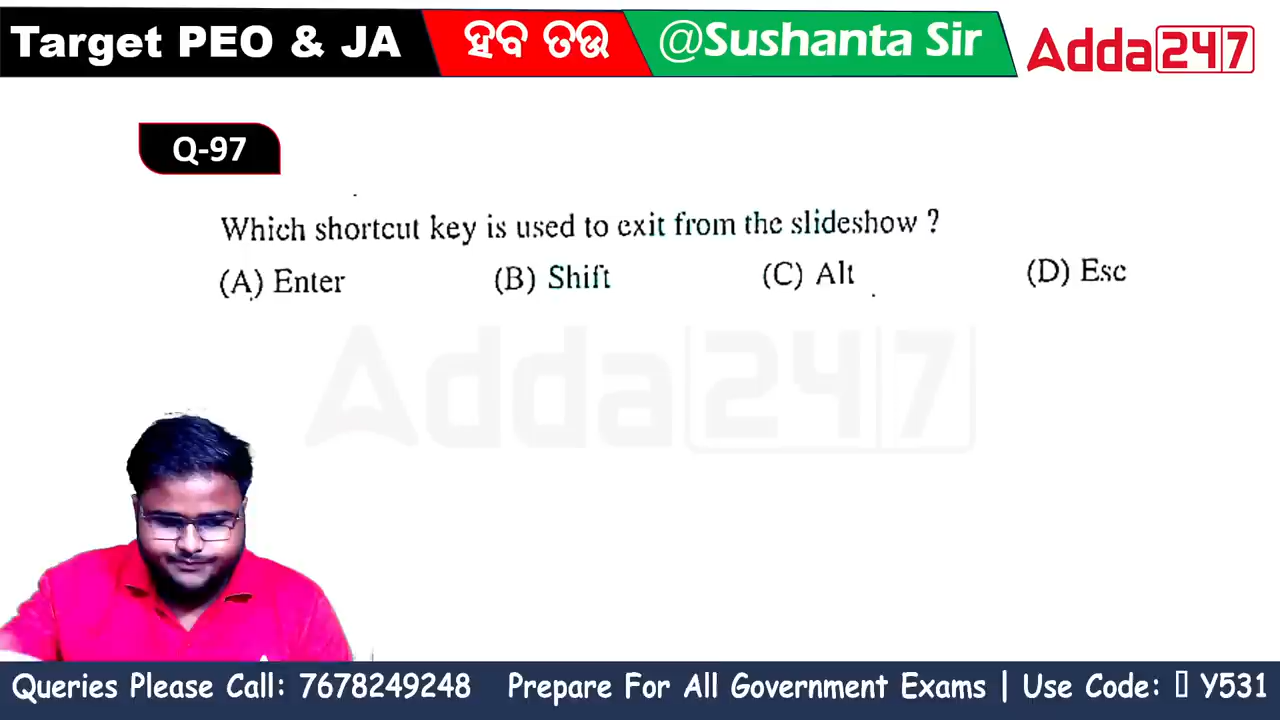 Target PEO & JA ହବ ତଉ @Sushanta Sir Adda247
Q-97
Which shortcut key is used to exit from the slideshow ?
(A) Enter (B) Shift (C) Alt (D) Esc
Adda247
Queries Please Call: 7678249248 Prepare For All Government Exams | Use Code: Y531